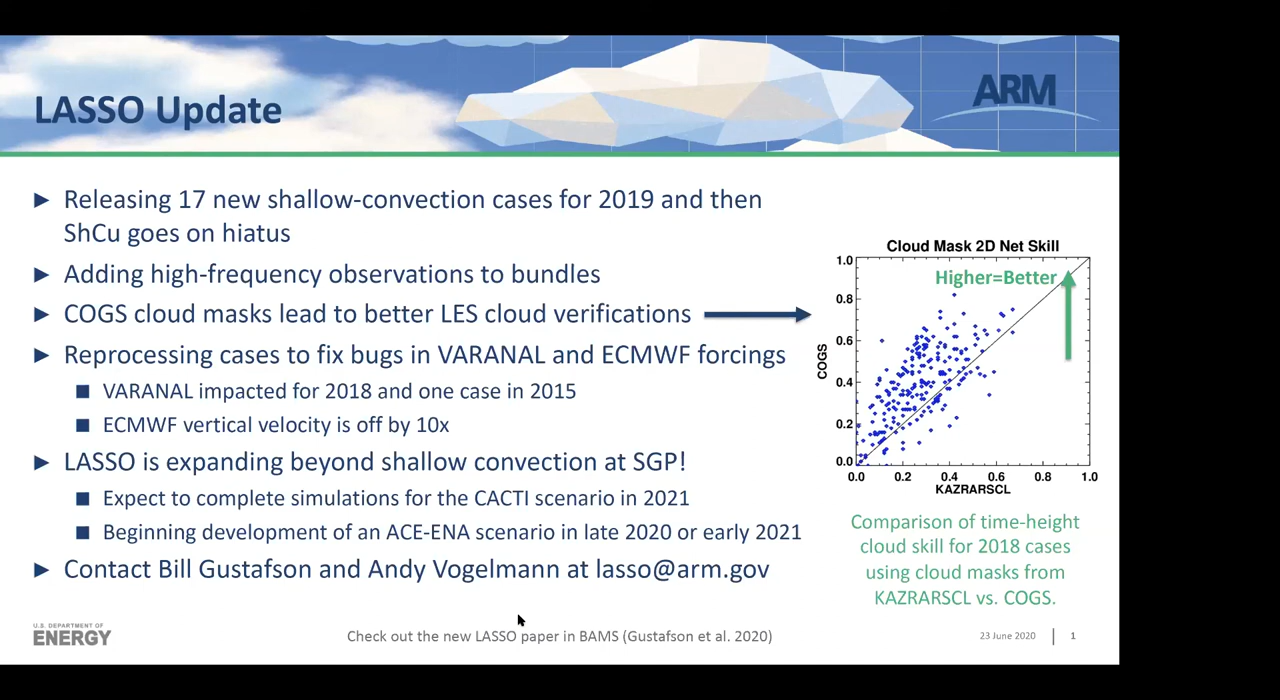 LASSO Update
ARM
► Releasing 17 new shallow-convection cases for 2019 and then
ShCu goes on hiatus
► Adding high-frequency observations to bundles
► COGS cloud masks lead to better LES cloud verifications
► Reprocessing cases to fix bugs in VARANAL and ECMWF forcings
■ VARANAL impacted for 2018 and one case in 2015
■ ECMWF vertical velocity is off by 10x
► LASSO is expanding beyond shallow convection at SGP!
■ Expect to complete simulations for the CACTI scenario in 2021
■ Beginning development of an ACE-ENA scenario in late 2020 or early 2021
► Contact Bill Gustafson and Andy Vogelmann at lasso@arm.gov
Cloud Mask 2D Net Skill
Higher=Better
1.0
0.8
0.6
0.4
0.2
0.0
COGS
0.0 0.2 0.4 0.6 0.8 1.0
KAZRARSCL
Comparison of time-height
cloud skill for 2018 cases
using cloud masks from
KAZRARSCL vs. COGS.
U.S. DEPARTMENT OF
ENERGY
Check out the new LASSO paper in BAMS (Gustafson et al. 2020)
23 June 2020 | 1